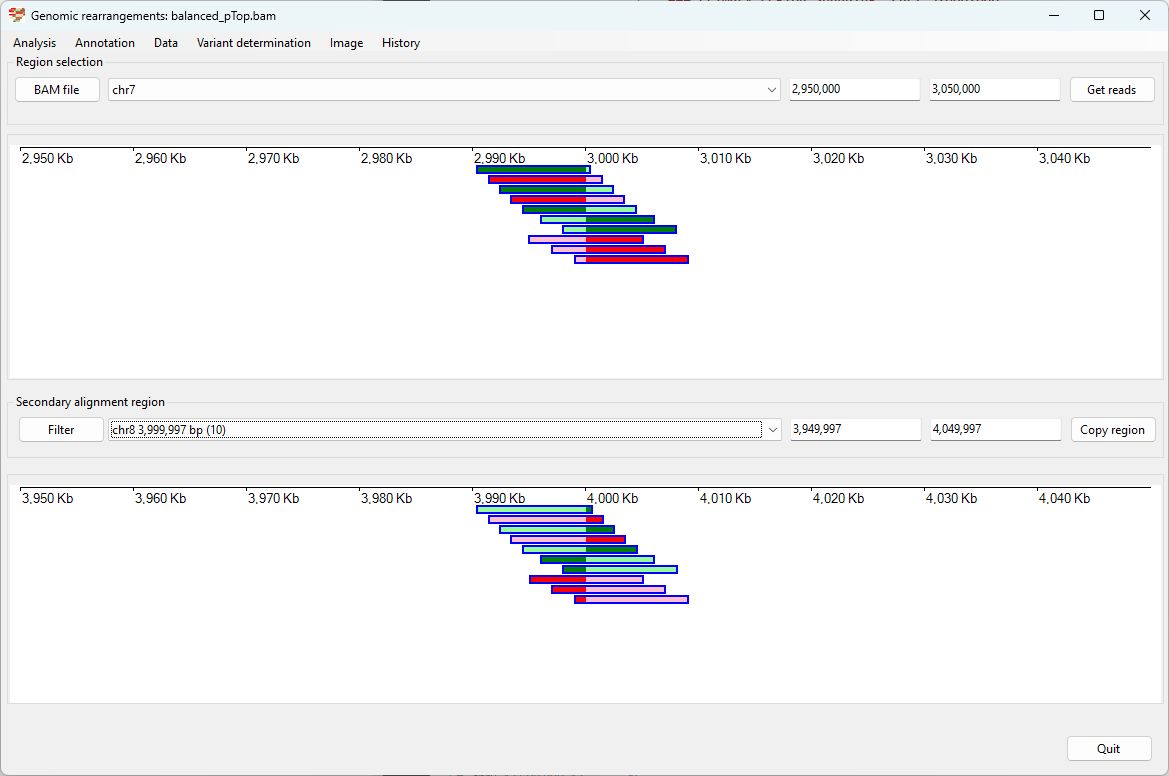 Genomic rearrangements: balanced_pTop.bam
Analysis Annotation Data Variant determination Image History
Region selection
BAM file chr7 2,950,000 3,050,000 Get reads
2,950 Kb 2,960 Kb 2,970 Kb 2,980 Kb 2,990 Kb 3,000 Kb 3,010 Kb 3,020 Kb 3,030 Kb 3,040 Kb
Secondary alignment region
Filter chr8 3,999,997 bp (10) 3,949,997 4,049,997 Copy region
3,950 Kb 3,960 Kb 3,970 Kb 3,980 Kb 3,990 Kb 4,000 Kb 4,010 Kb 4,020 Kb 4,030 Kb 4,040 Kb
Quit